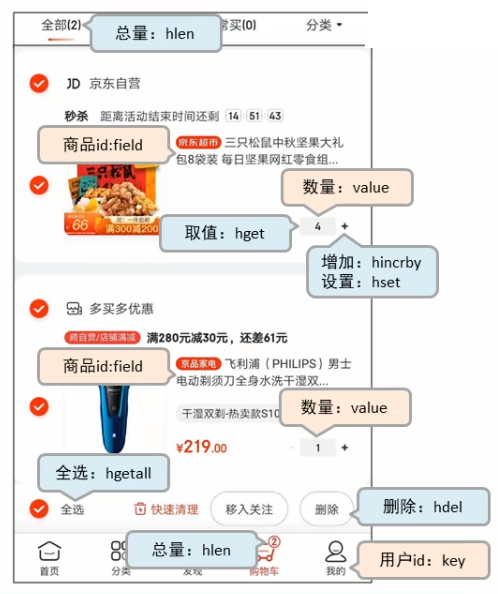 全部(2)
总量：hlen
常买(0)
分类
JD 京东自营
秒杀 距离活动结束时间还剩 14 51 43
商品id:field
京东超市 三只松鼠中秋坚果大礼
包8袋装 每日坚果网红零食组...
三只松鼠
数量：value
66
满300减200
取值：hget
4 +
增加：hincrby
设置：hset
多买多优惠
跨自营/店铺满减 满280元减30元，还差61元
商品id:field
京品家电 飞利浦（PHILIPS）男士
电动剃须刀全身水洗干湿双...
干湿双剃-热卖款S10
数量：value
¥219.00
- 1 +
全选：hgetall
全选
快速清理
移入关注
删除
删除：hdel
总量：hlen
2
用户id：key
首页
分类
发现
购物车
我的